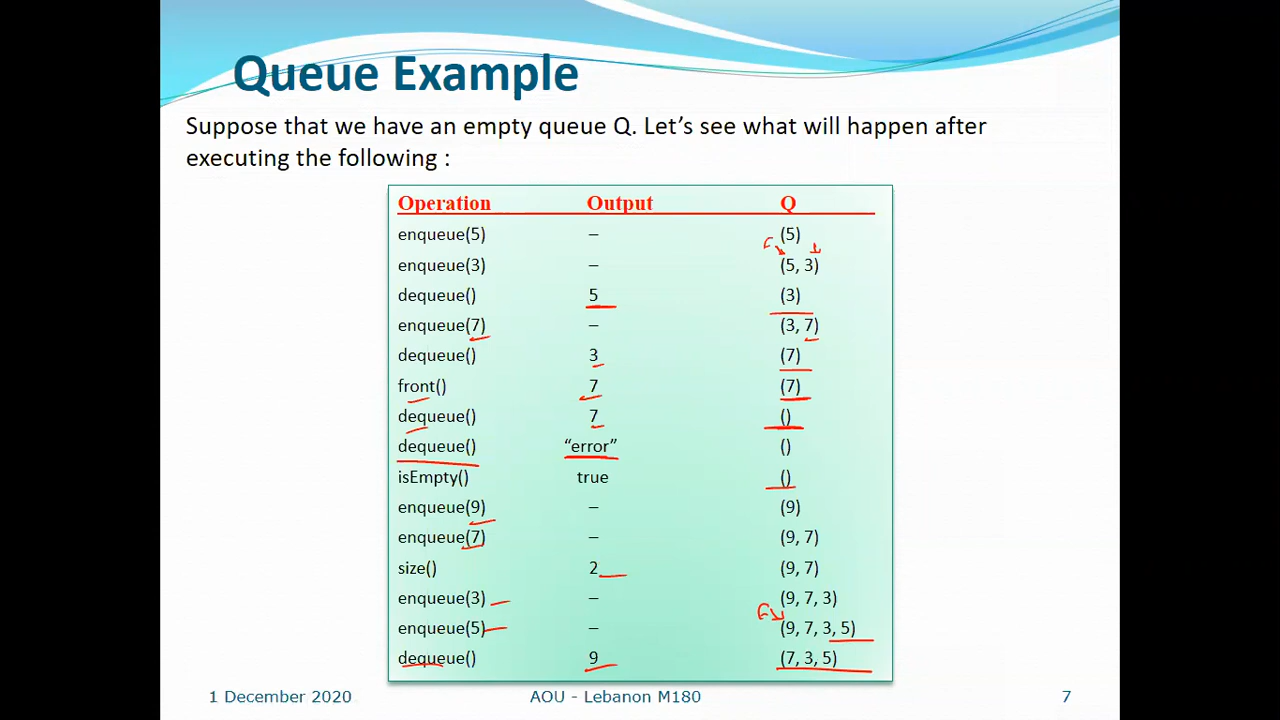 Queue Example
Suppose that we have an empty queue Q. Let's see what will happen after
executing the following :
Operation Output Q
enqueue(5) – (5)
enqueue(3) – (5, 3)
dequeue() 5 (3)
enqueue(7) – (3, 7)
dequeue() 3 (7)
front() 7 (7)
dequeue() 7 ()
dequeue() “error” ()
isEmpty() true ()
enqueue(9) – (9)
enqueue(7) – (9, 7)
size() 2 (9, 7)
enqueue(3) – (9, 7, 3)
enqueue(5) – (9, 7, 3, 5)
dequeue() 9 (7, 3, 5)
1 December 2020 AOU - Lebanon M180 7